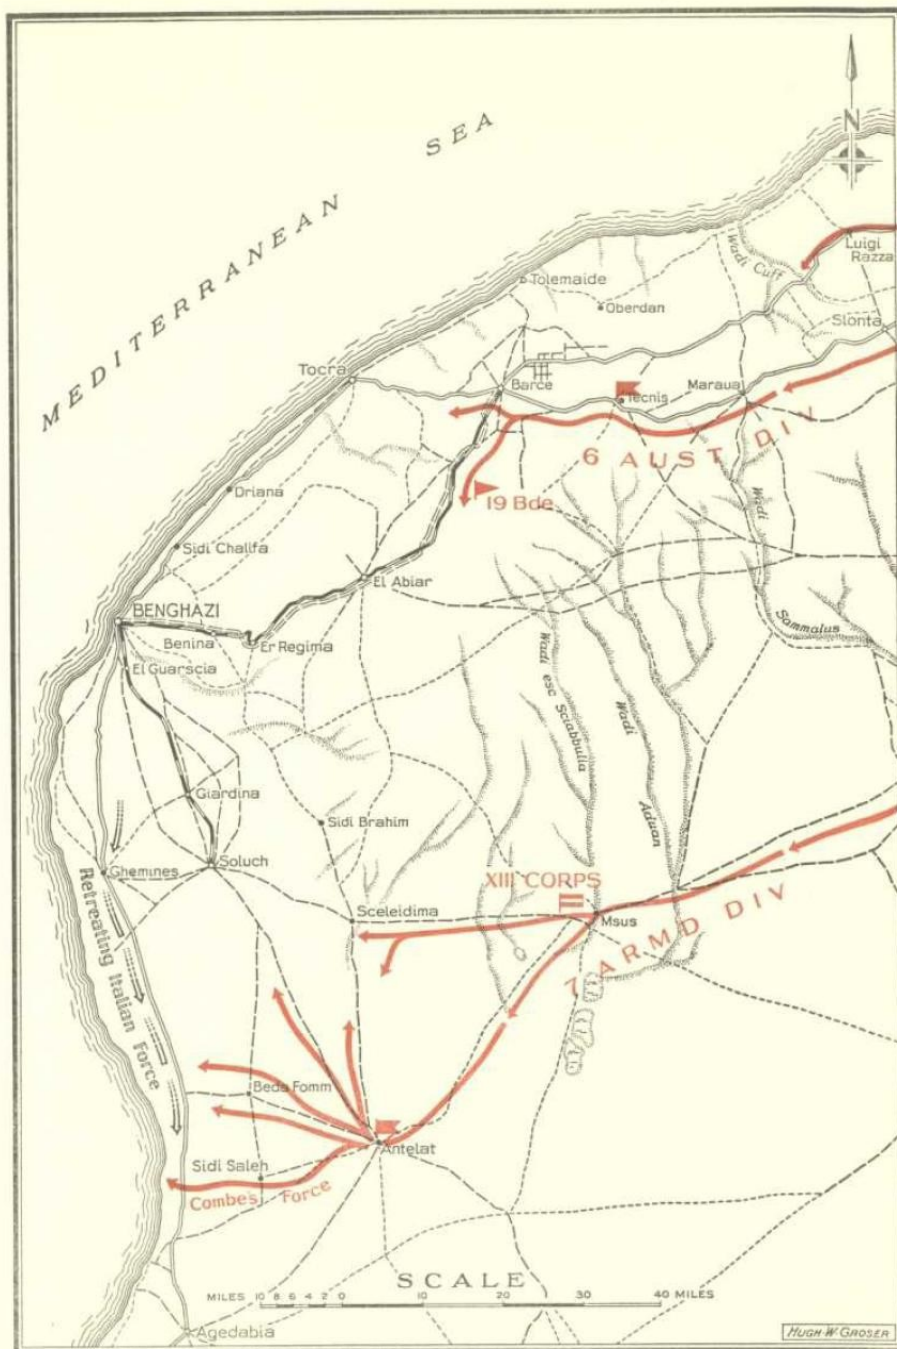 MEDITERRANEAN SEA
N
Luigi
Razza
Wadi Cuff
Tolemaide
Oberdan
Slonta
Tocra
Barce
Tecnis
Maraua
6 AUST DIV
19 Bde
Driana
Sidi Chalifa
Wadi
Sammalus
El Abiar
BENGHAZI
Benina
Er Regima
El Guarscia
Wadi esc Sciabbulla
Wadi
Aduan
Giardina
Sidi Brahim
Ghemines
Soluch
XIII CORPS
Sceleidima
Msus
7 ARMD DIV
Retreating Italian Force
Beda Fomm
Antelat
Sidi Saleh
Combe's Force
SCALE
MILES 10 8 6 4 2 0 10 20 30 40 MILES
Agedabia
HUGH·W·GROSER